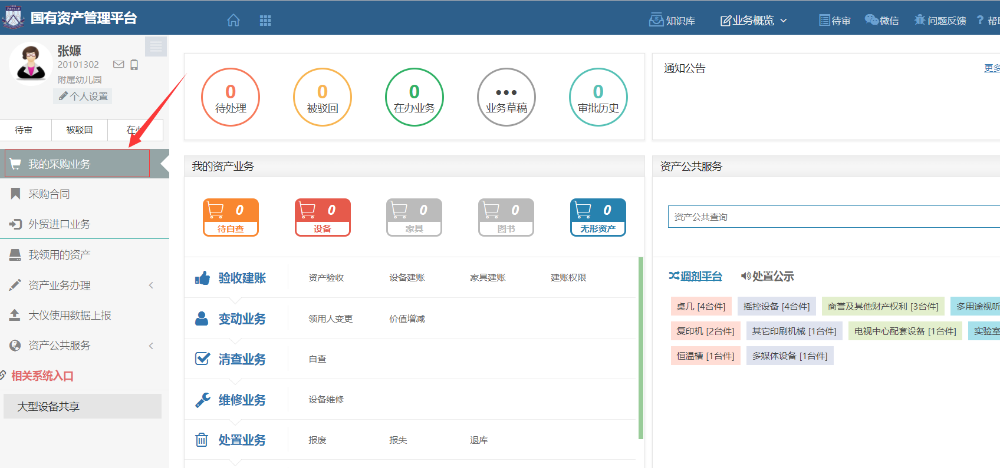 国有资产管理平台
知识库
业务概览
待审
微信
问题反馈
? 帮
张嫄
20101302
附属幼儿园
个人设置
待审
被驳回
在办
我的采购业务
采购合同
外贸进口业务
我领用的资产
资产业务办理
大仪使用数据上报
资产公共服务
相关系统入口
大型设备共享
0
待处理
0
被驳回
0
在办业务
•••
业务草稿
0
审批历史
通知公告
更多
我的资产业务
0
待自查
0
设备
0
家具
0
图书
0
无形资产
验收建账
资产验收
设备建账
家具建账
建账权限
变动业务
领用人变更
价值增减
清查业务
自查
维修业务
设备维修
处置业务
报废
报失
退库
资产公共服务
资产公共查询
调剂平台
处置公示
桌几 [4台件]
摇控设备 [4台件]
商誉及其他财产权利 [3台件]
多用途视听
复印机 [2台件]
其它印刷机械 [1台件]
电视中心配套设备 [1台件]
实验室
恒温槽 [1台件]
多媒体设备 [1台件]